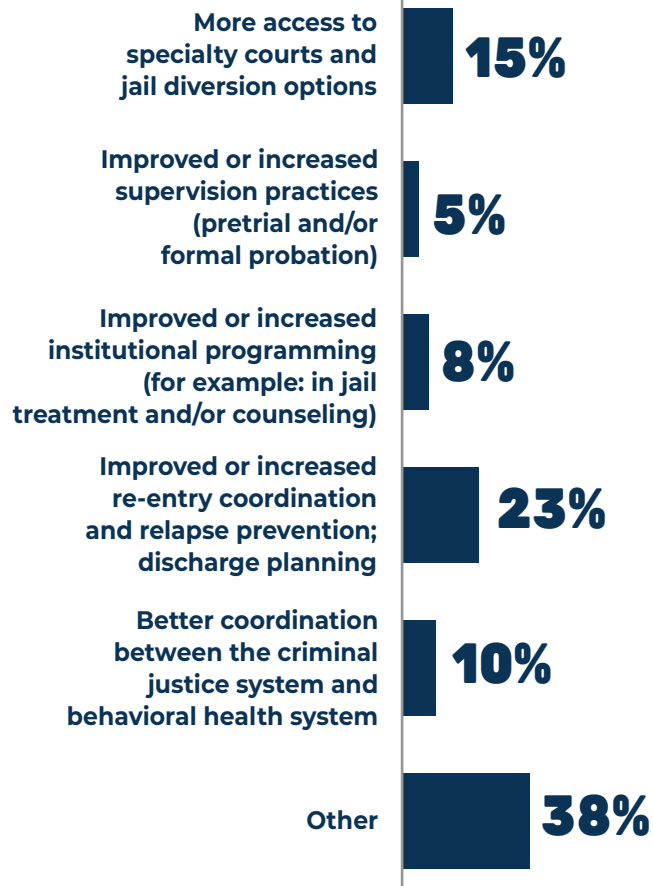 More access to
specialty courts and
jail diversion options
15%
Improved or increased
supervision practices
(pretrial and/or
formal probation)
5%
Improved or increased
institutional programming
(for example: in jail
treatment and/or counseling)
8%
Improved or increased
re-entry coordination
and relapse prevention;
discharge planning
23%
Better coordination
between the criminal
justice system and
behavioral health system
10%
Other
38%